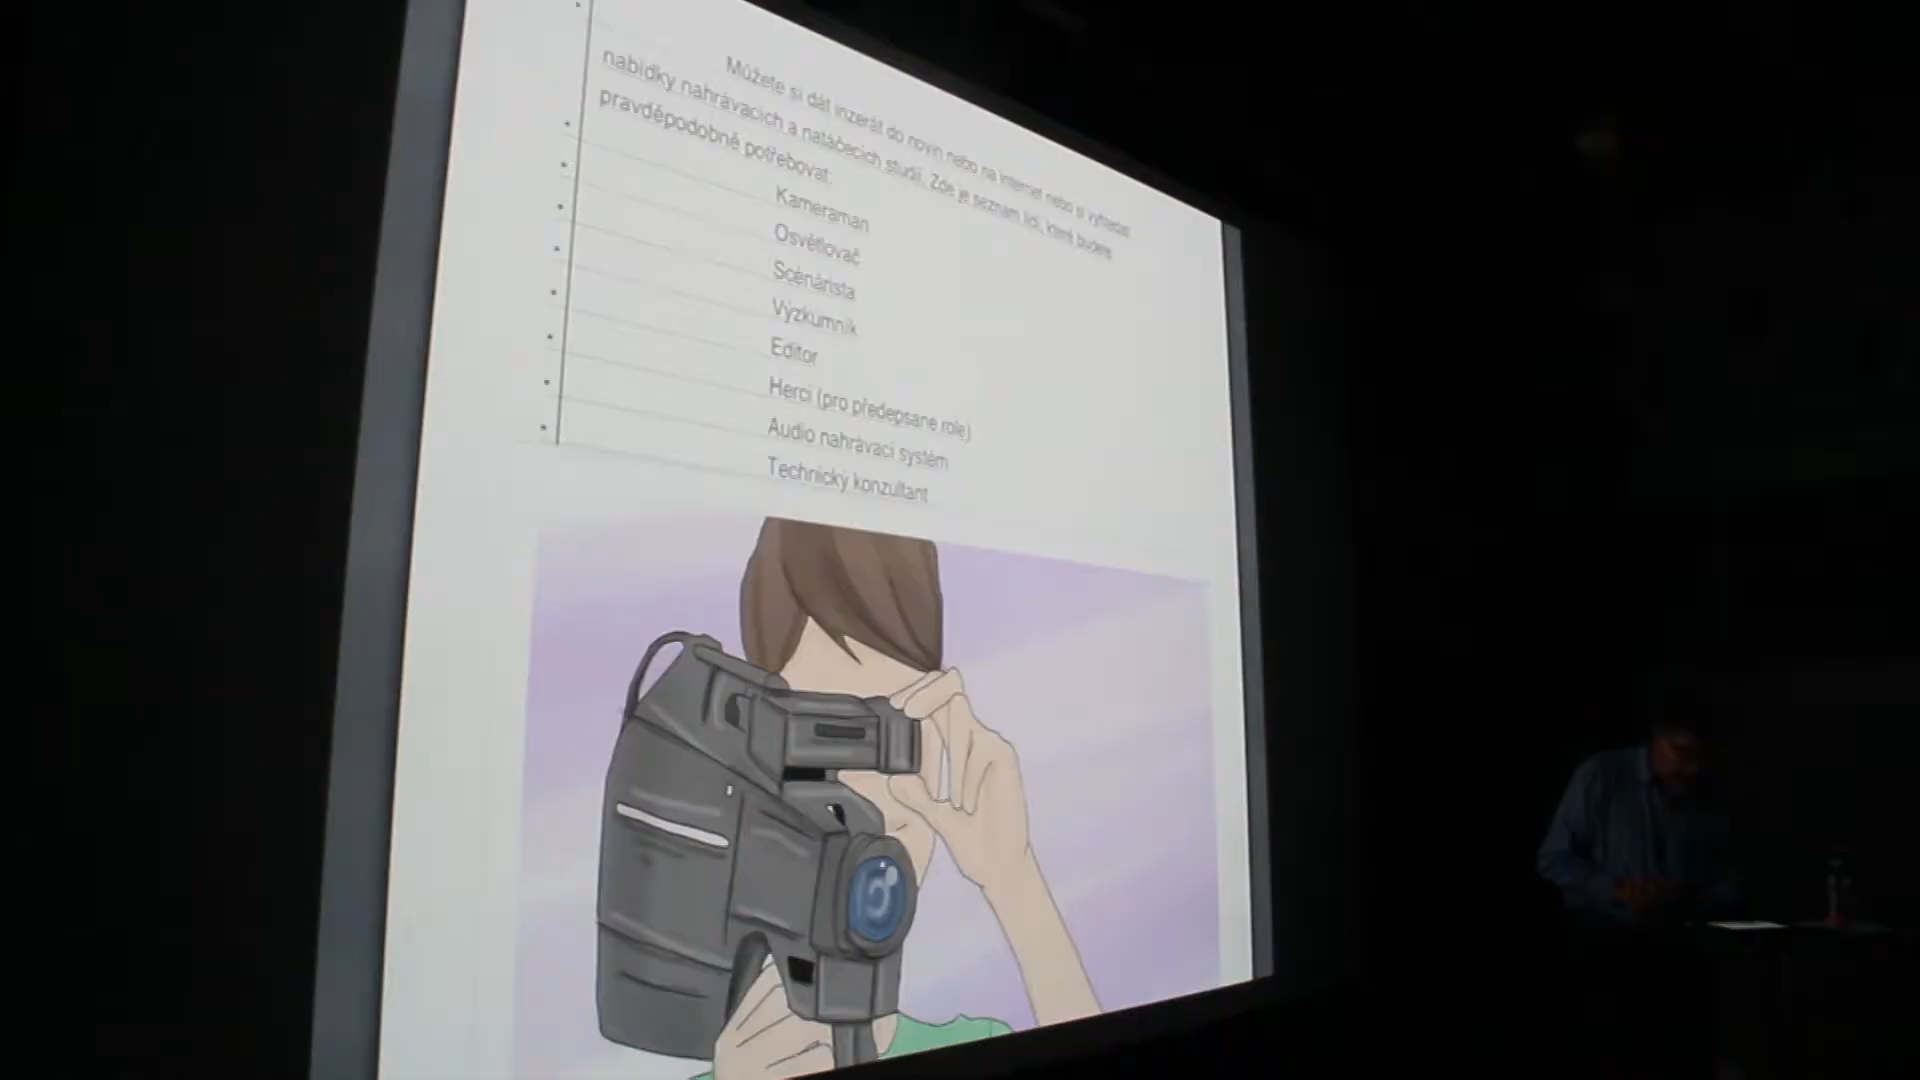 Můžete si dát inzerát do novin nebo na Internet nebo si vyhledat
nabídky nahrávacích a natáčecích studií. Zde je seznam lidí, které budete
pravděpodobně potřebovat:
Kameraman
Osvětlovač
Scénárista
Výzkumník
Editor
Herci (pro předepsané role)
Audio nahrávací systém
Technický konzultant